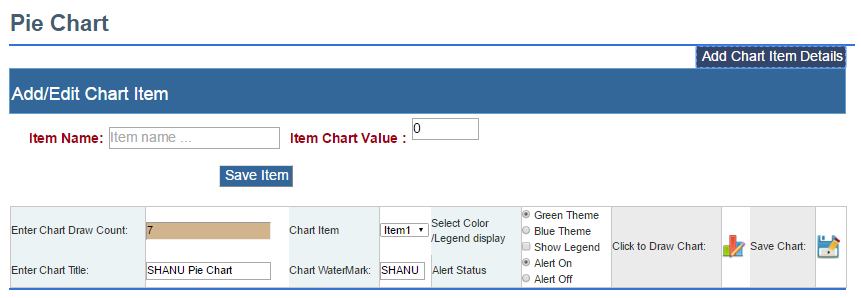 Pie Chart
Add Chart Item Details
Add/Edit Chart Item
Item Name: Item name ... Item Chart Value : 0
Save Item
Enter Chart Draw Count: 7 Chart Item Item1 Select Color
/Legend display
Green Theme
Blue Theme
Show Legend
Click to Draw Chart: Save Chart:
Enter Chart Title: SHANU Pie Chart Chart WaterMark: SHANU Alert Status
Alert On
Alert Off